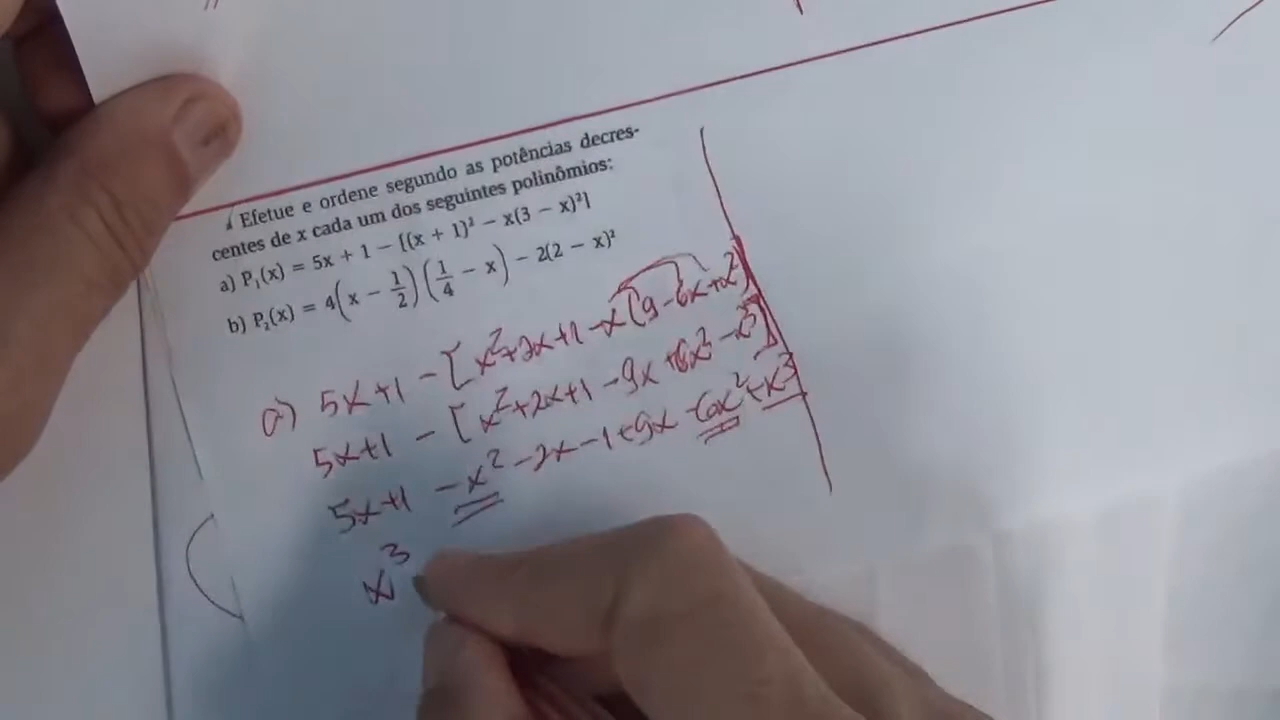 Efetue e ordene segundo as potências decres-
centes de x cada um dos seguintes polinômios:
a) P₁(x) = 5x + 1 − [(x + 1)² − x(3 − x)²]
b) P₂(x) = 4(x − 1/2)(1/4 − x) − 2(2 − x)²
a) 5x+1 − [x²+2x+1 −x(9−6x+x²)]
5x+1 − [x²+2x+1 −9x +6x² −x³]
5x+1 −x² −2x−1+9x −6x²+x³
x³